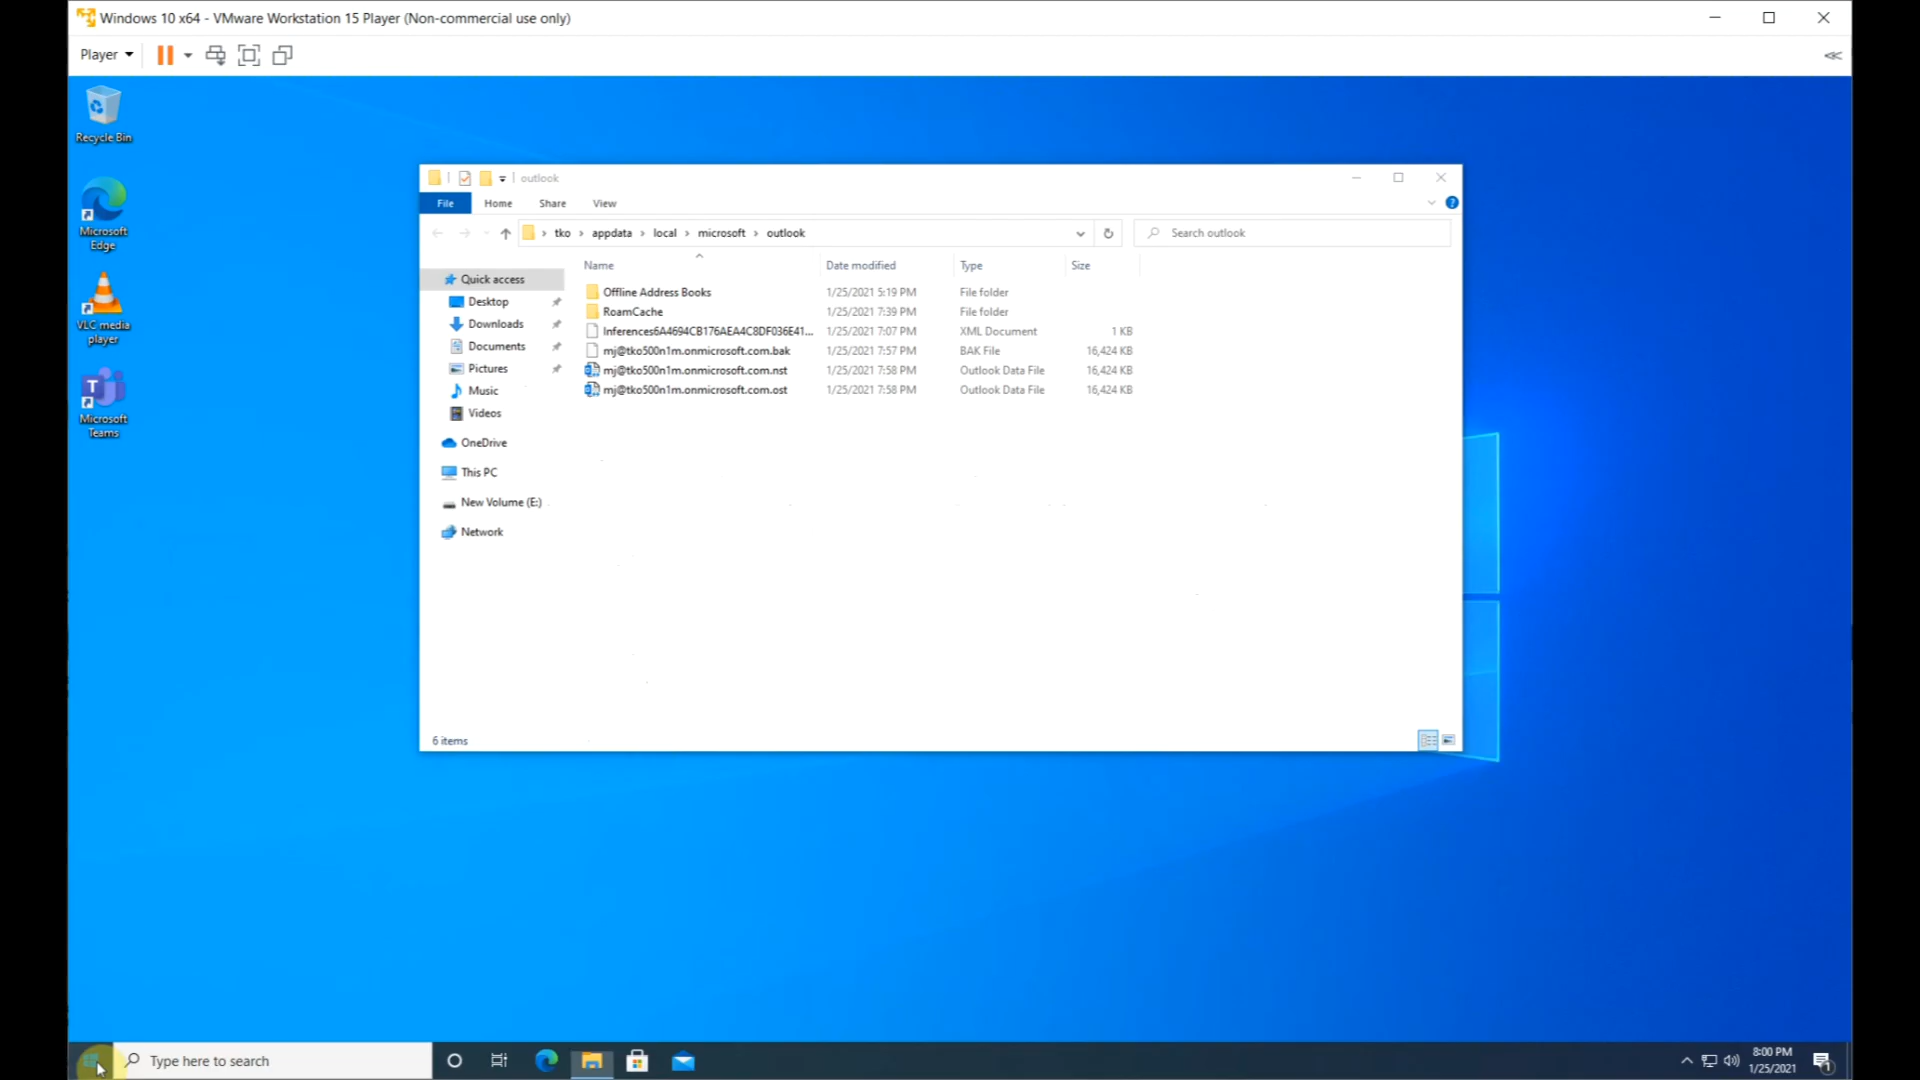 Windows 10 x64 - VMware Workstation 15 Player (Non-commercial use only)
Player
Recycle Bin
Microsoft
Edge
VLC media
player
Microsoft
Teams
outlook
File Home Share View
tko appdata local microsoft outlook
Search outlook
Name Date modified Type Size
Quick access
Desktop
Downloads
Documents
Pictures
Music
Videos
OneDrive
This PC
New Volume (E:)
Network
Offline Address Books 1/25/2021 5:19 PM File folder
RoamCache 1/25/2021 7:39 PM File folder
Inferences6A4694CB176AEA4C8DF036E41... 1/25/2021 7:07 PM XML Document 1 KB
mj@tko500n1m.onmicrosoft.com.bak 1/25/2021 7:57 PM BAK File 16,424 KB
mj@tko500n1m.onmicrosoft.com.nst 1/25/2021 7:58 PM Outlook Data File 16,424 KB
mj@tko500n1m.onmicrosoft.com.ost 1/25/2021 7:58 PM Outlook Data File 16,424 KB
6 items
Type here to search
8:00 PM
1/25/2021
1